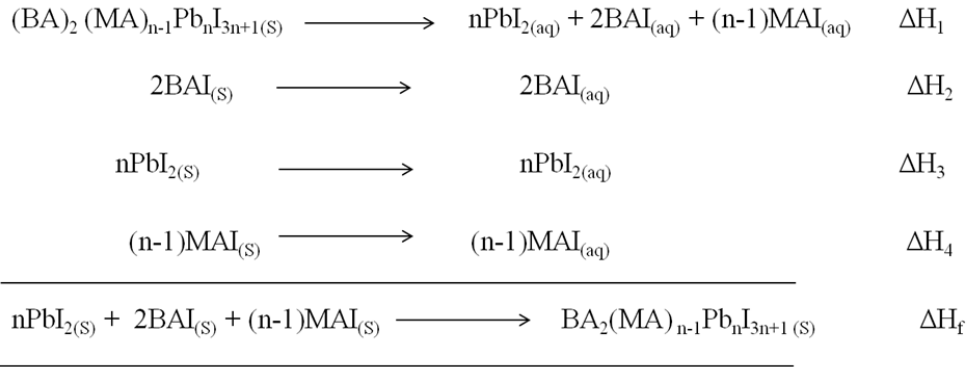 (BA)₂ (MA)ₙ₋₁PbₙI₃ₙ₊₁(S) ⟶ nPbI₂(aq) + 2BAI(aq) + (n-1)MAI(aq) ΔH₁
2BAI(S) ⟶ 2BAI(aq) ΔH₂
nPbI₂(S) ⟶ nPbI₂(aq) ΔH₃
(n-1)MAI(S) ⟶ (n-1)MAI(aq) ΔH₄
nPbI₂(S) + 2BAI(S) + (n-1)MAI(S) ⟶ BA₂(MA)ₙ₋₁PbₙI₃ₙ₊₁ (S) ΔHf